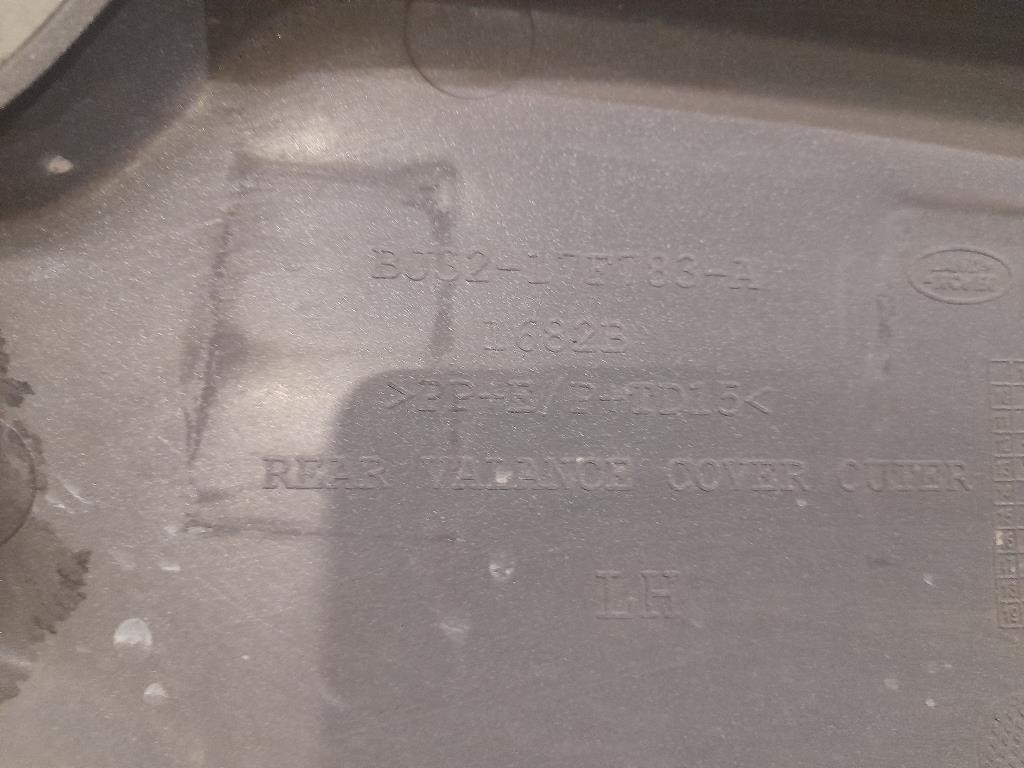 BJ32-17F783-A
L682B
>PP+E/P-TD15<
REAR VALANCE COVER OUTER
LH